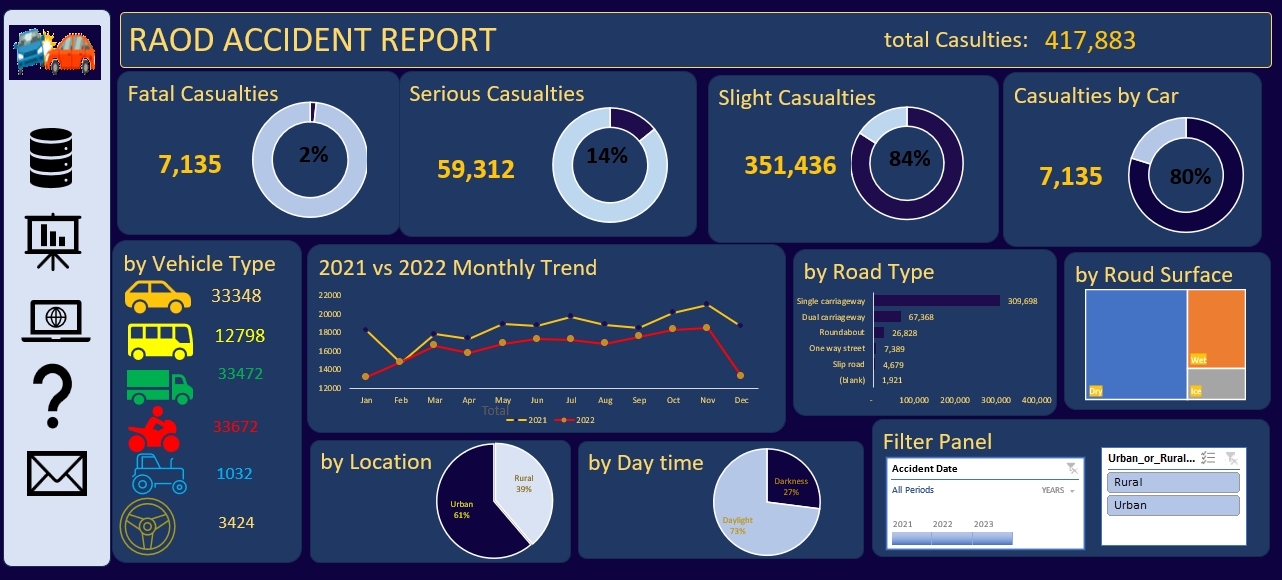 RAOD ACCIDENT REPORT
total Casulties: 417,883
Fatal Casualties
7,135
2%
Serious Casualties
59,312
14%
Slight Casualties
351,436
84%
Casualties by Car
7,135
80%
by Vehicle Type
33348
12798
33472
33672
1032
3424
2021 vs 2022 Monthly Trend
22000
20000
18000
16000
14000
12000
Jan Feb Mar Apr May Jun Jul Aug Sep Oct Nov Dec
Total
2021 2022
by Road Type
Single carriageway 309,698
Dual carriageway 67,368
Roundabout 26,828
One way street 7,389
Slip road 4,679
(blank) 1,921
- 100,000 200,000 300,000 400,000
by Roud Surface
Dry
Wet
Ice
by Location
Urban
61%
Rural
39%
by Day time
Darkness
27%
Daylight
73%
Filter Panel
Accident Date
All Periods YEARS
2021 2022 2023
Urban_or_Rural...
Rural
Urban